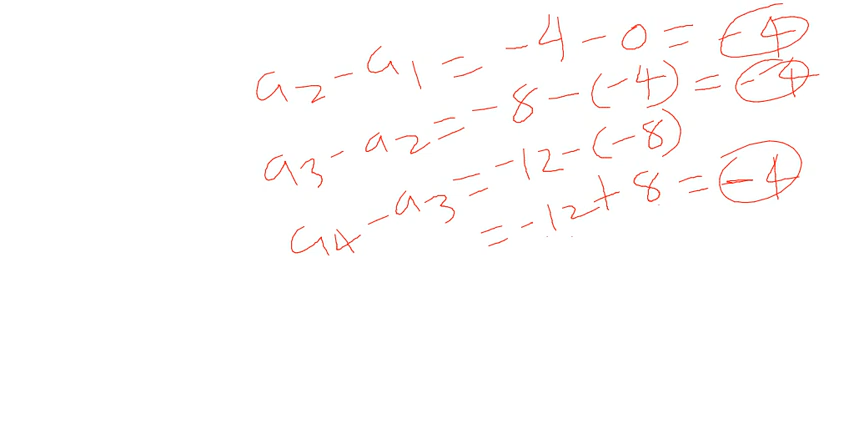 a2 - a1 = -4 - 0 = -4
a3 - a2 = -8 - (-4) = -4
a4 - a3 = -12 - (-8)
= -12 + 8 = -4